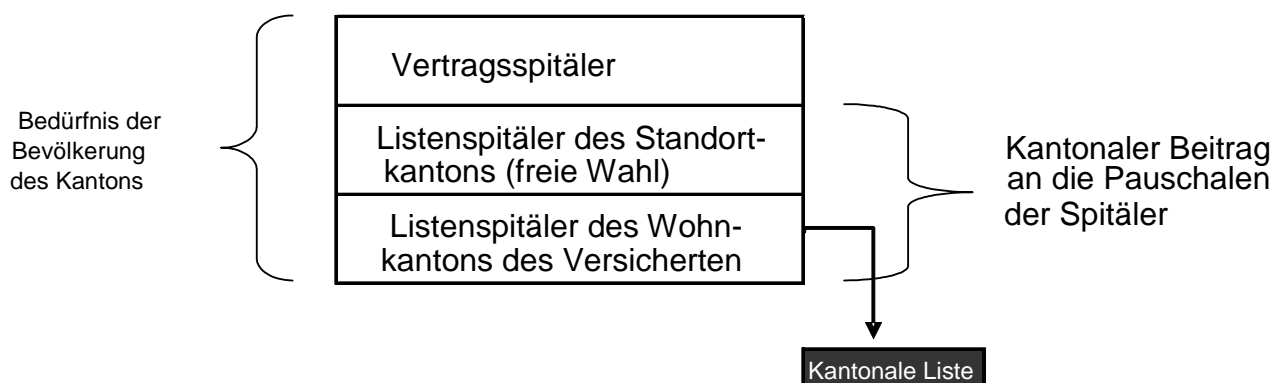 Vertragsspitäler
Bedürfnis der
Bevölkerung
des Kantons
Listenspitäler des Standort-
kantons (freie Wahl)
Listenspitäler des Wohn-
kantons des Versicherten
Kantonaler Beitrag
an die Pauschalen
der Spitäler
Kantonale Liste